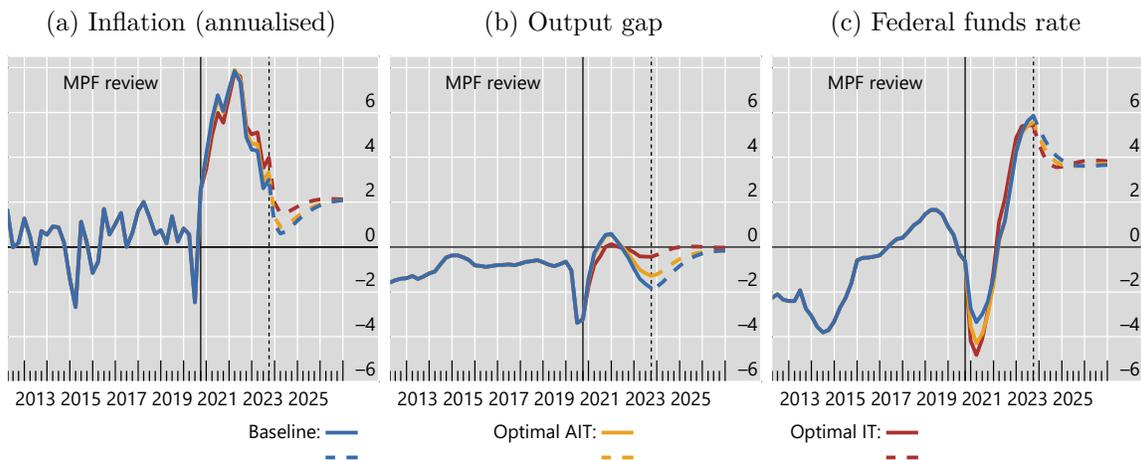 (a) Inflation (annualised)
(b) Output gap
(c) Federal funds rate
MPF review
6
4
2
0
–2
–4
–6
2013 2015 2017 2019 2021 2023 2025
MPF review
6
4
2
0
–2
–4
–6
2013 2015 2017 2019 2021 2023 2025
MPF review
6
4
2
0
–2
–4
–6
2013 2015 2017 2019 2021 2023 2025
Baseline:
Optimal AIT:
Optimal IT: